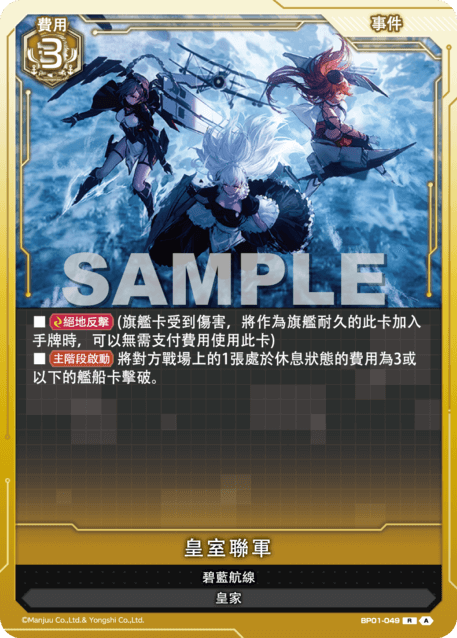 費用
3
事件
SAMPLE
■ 絕地反擊 (旗艦卡受到傷害，將作為旗艦耐久的此卡加入
手牌時，可以無需支付費用使用此卡)
■ 主階段啟動 將對方戰場上的1張處於休息狀態的費用為3或
以下的艦船卡擊破。
皇室聯軍
碧藍航線
皇家
©Manjuu Co.,Ltd.& Yongshi Co.,Ltd.
BP01-048 R A